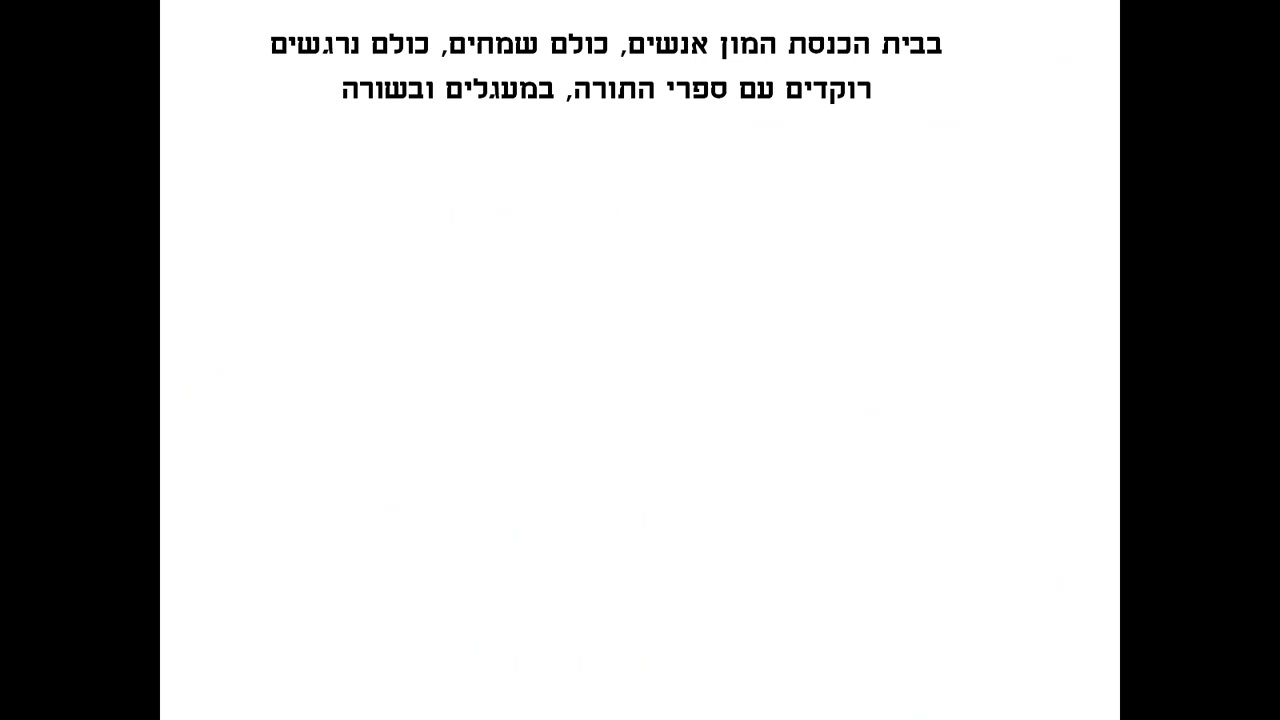 בבית הכנסת המון אנשים, כולם שמחים, כולם נרגשים
רוקדים עם ספרי התורה, במעגלים ובשורה